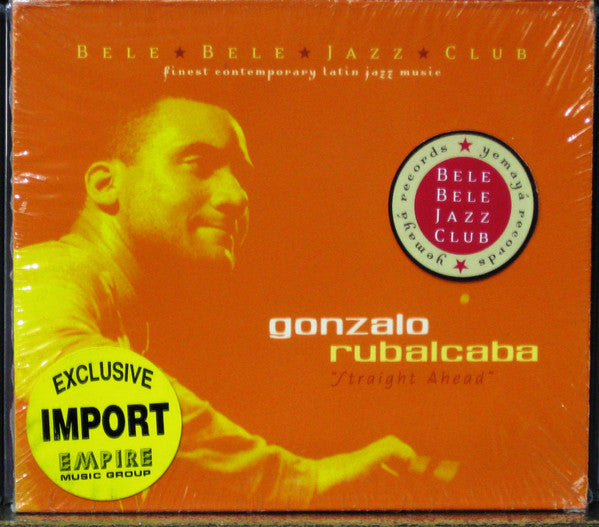 BELE ★ BELE ★ JAZZ ★ CLUB
finest contemporary latin jazz music
yemayá records
BELE
BELE
JAZZ
CLUB
yemayá records
gonzalo
rubalcaba
"Straight Ahead"
EXCLUSIVE
IMPORT
EMPIRE
MUSIC GROUP